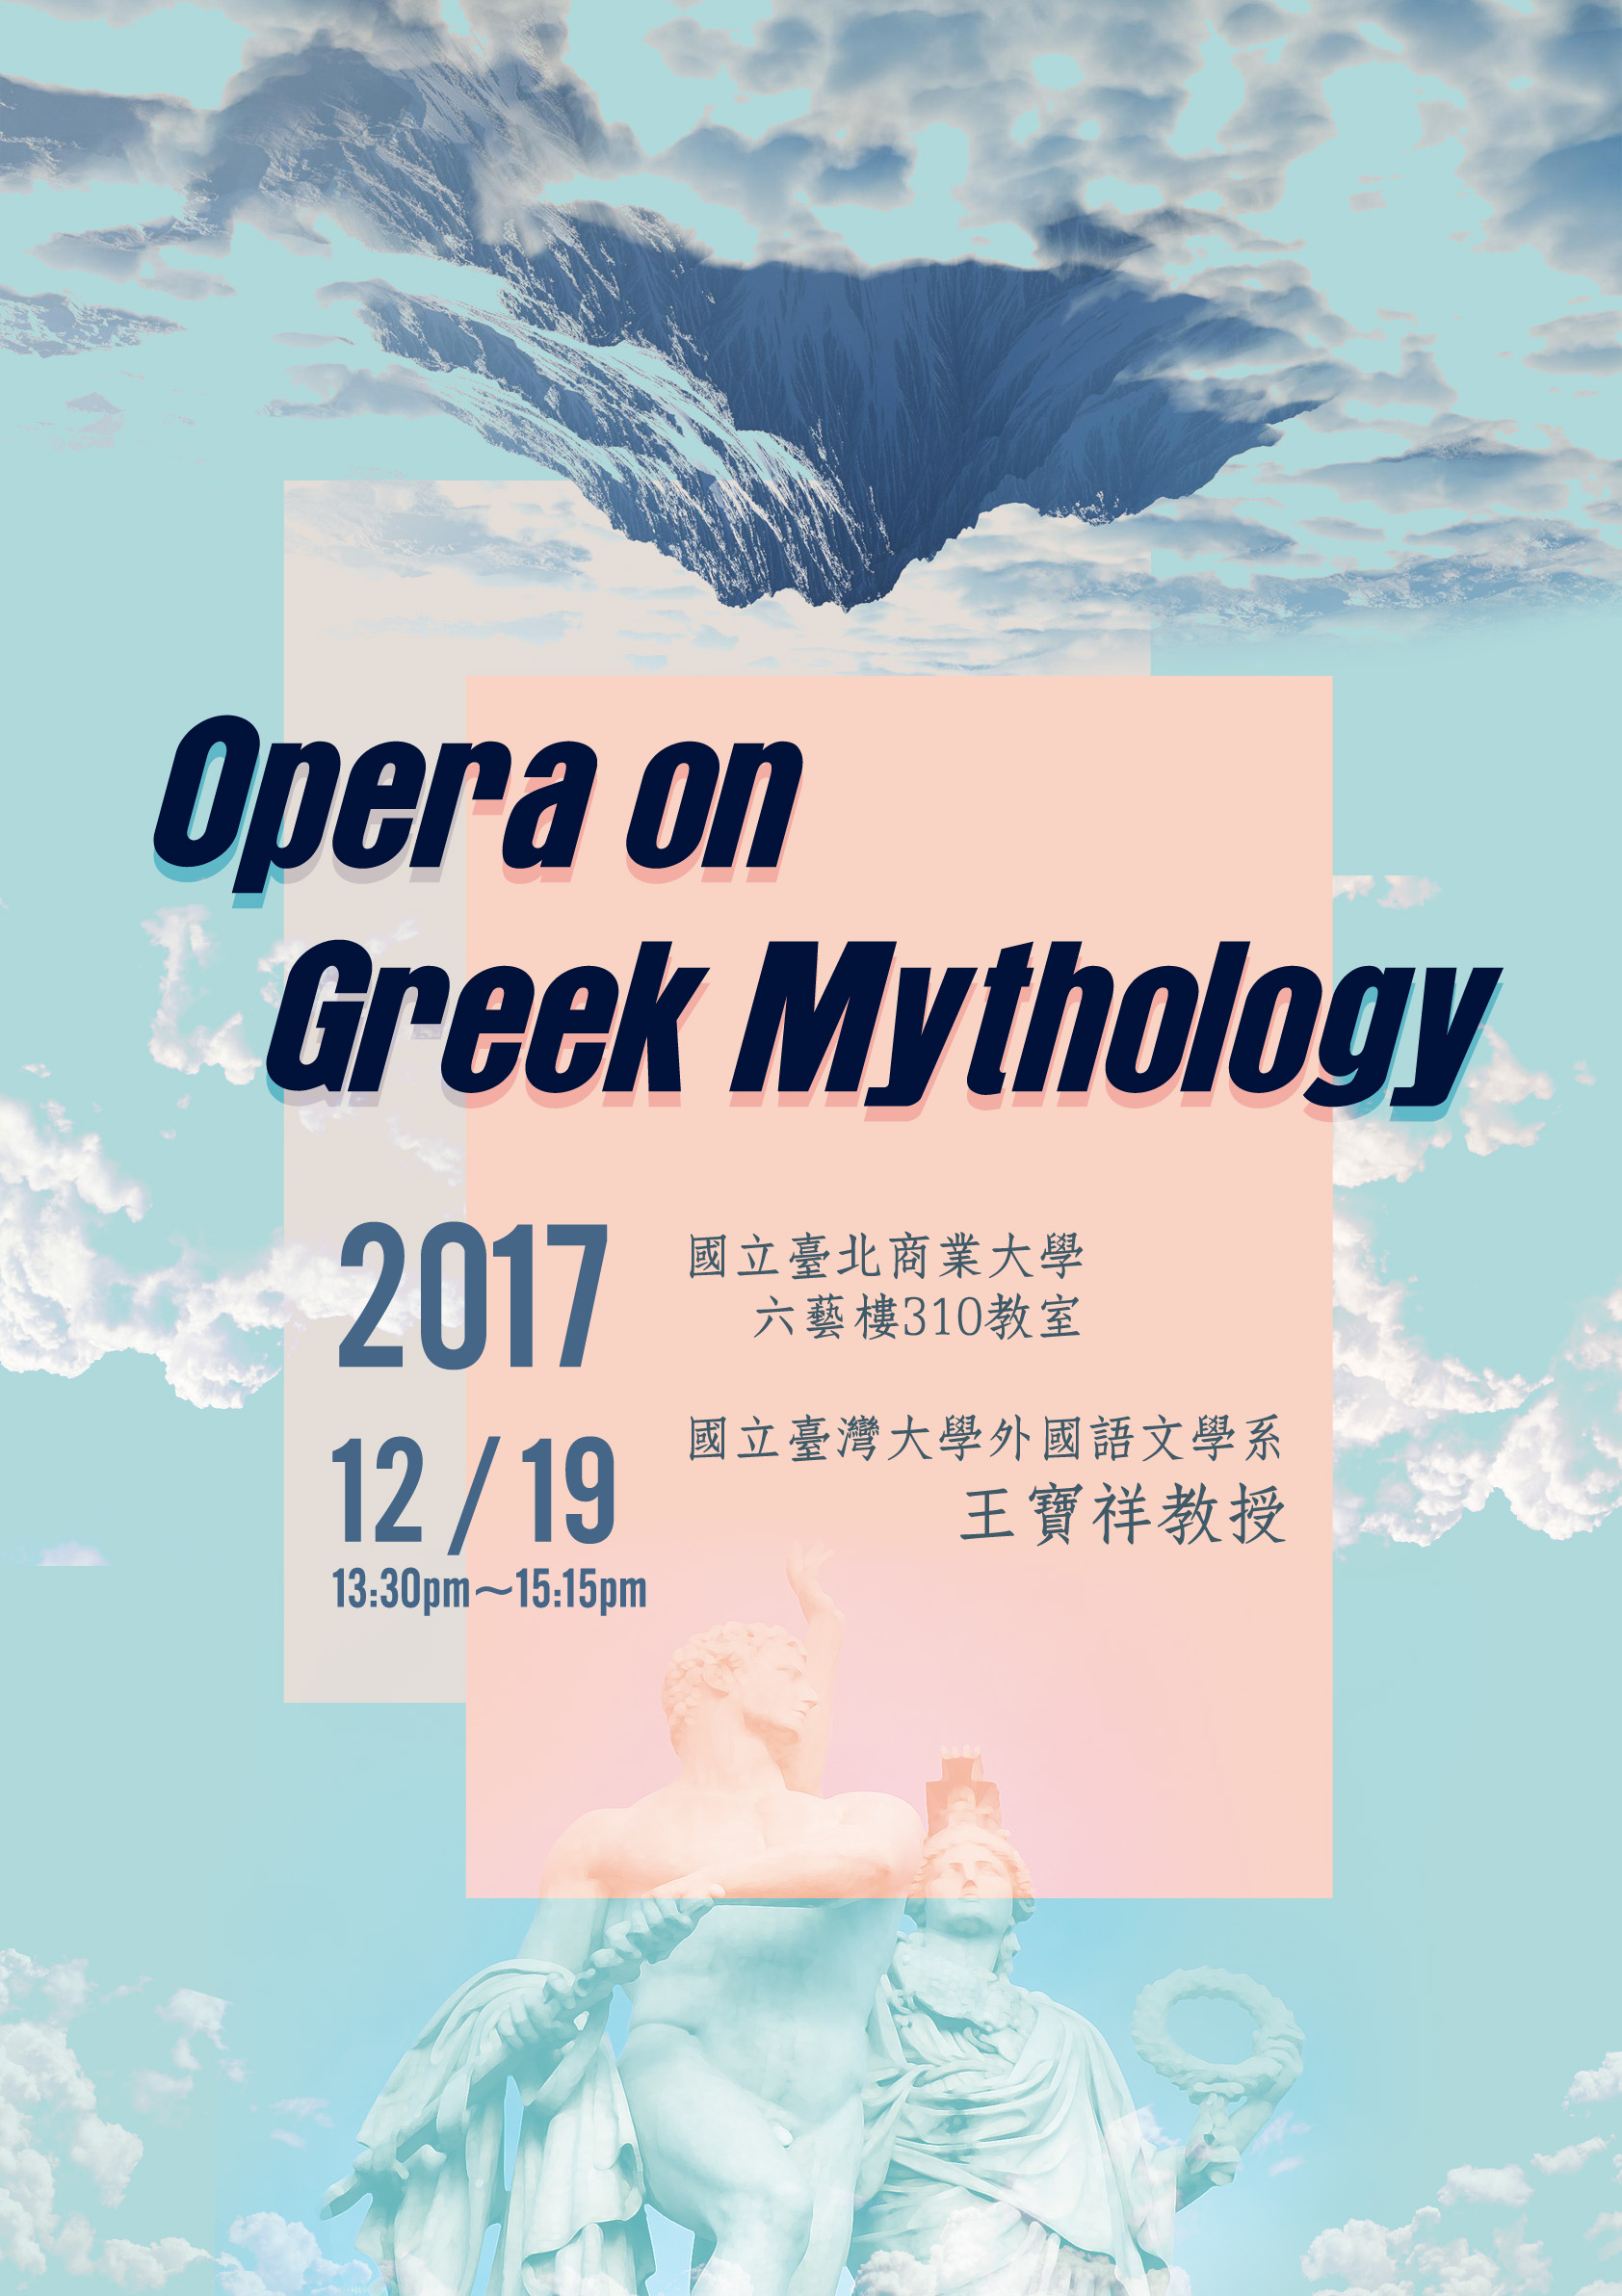 Opera on
Greek Mythology
2017
12 / 19
13:30pm～15:15pm
國立臺北商業大學
六藝樓310教室
國立臺灣大學外國語文學系
王寶祥教授